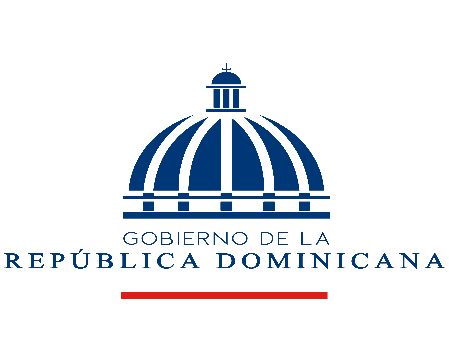 GOBIERNO DE LA
REPÚBLICA DOMINICANA